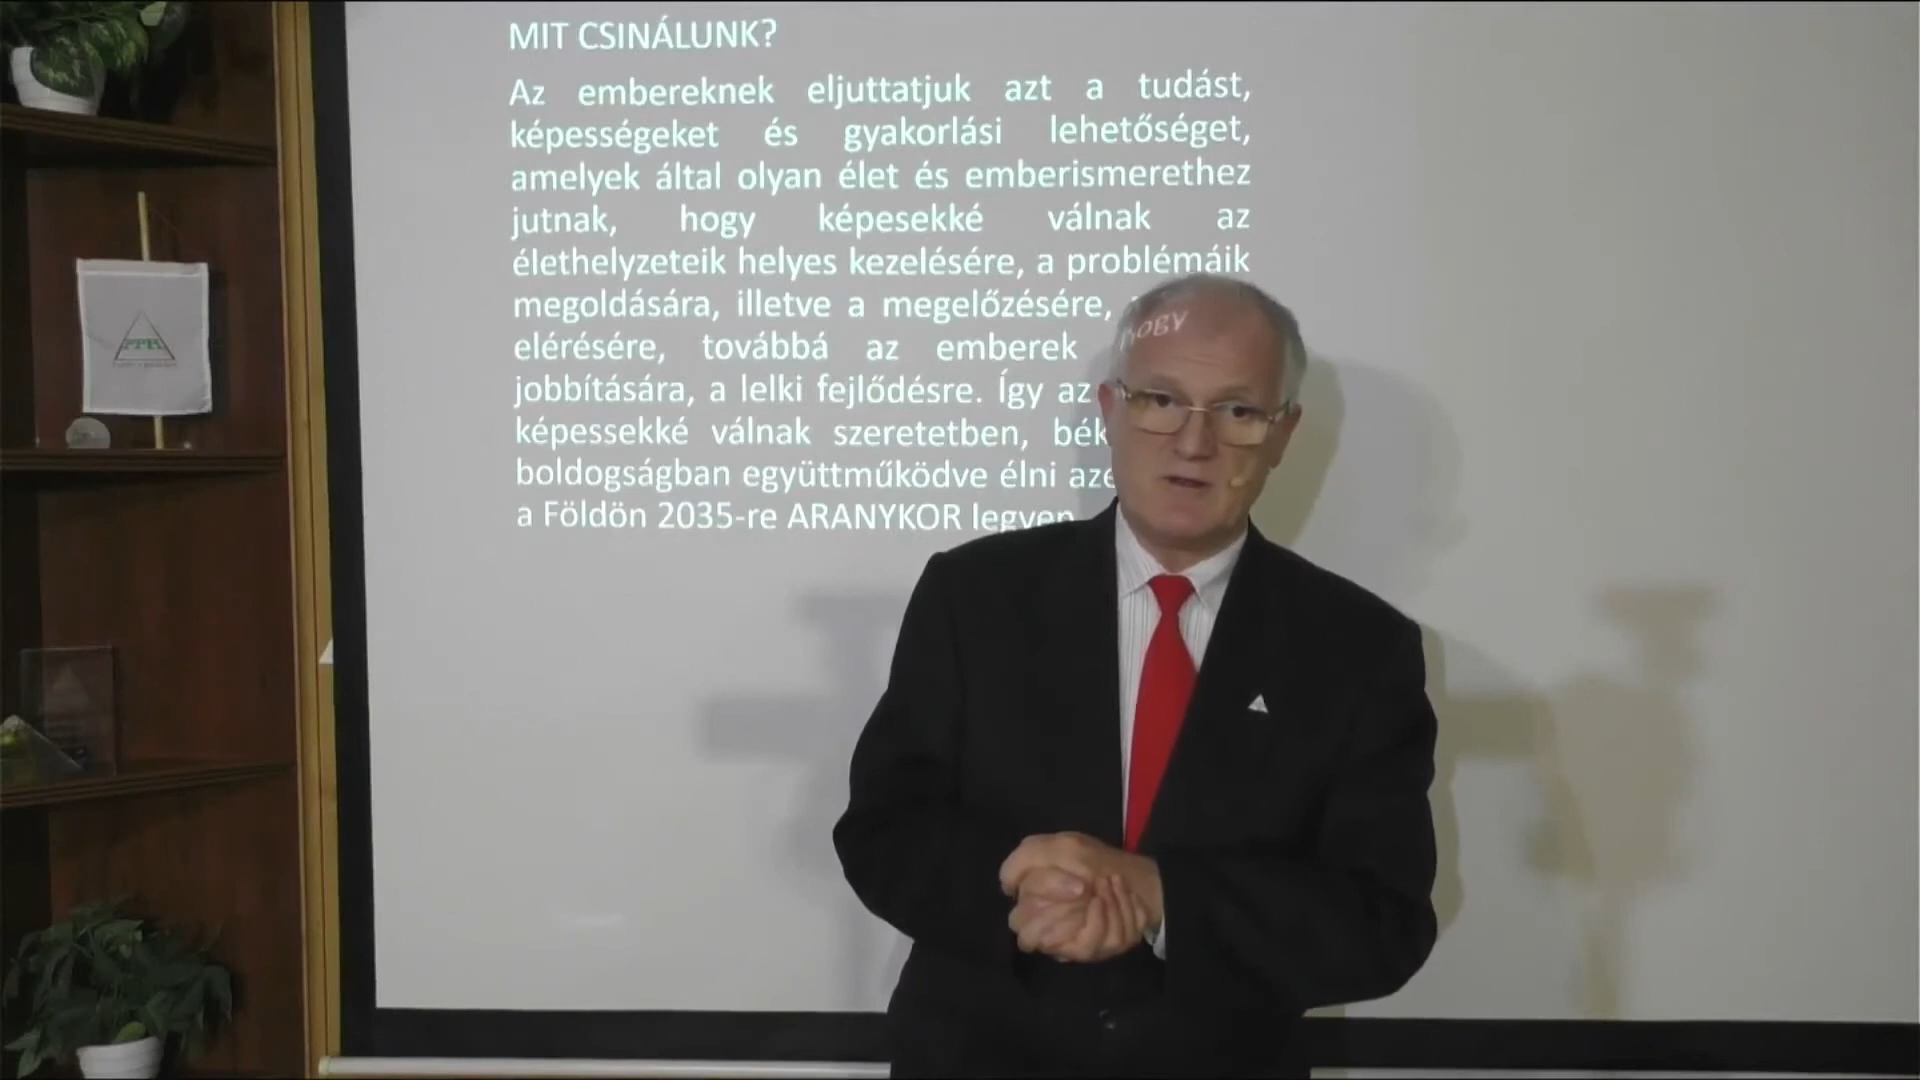 MIT CSINÁLUNK?
Az embereknek eljuttatjuk azt a tudást,
képességeket és gyakorlási lehetőséget,
amelyek által olyan élet és emberismerethez
jutnak, hogy képesekké válnak az
élethelyzeteik helyes kezelésére, a problémáik
megoldására, illetve a megelőzésére,
elérésére, továbbá az emberek
hogy
jobbítására, a lelki fejlődésre. Így az
képessekké válnak szeretetben,
boldogságban együttműködve élni
a Földön 2035-re ARANYKOR legyen